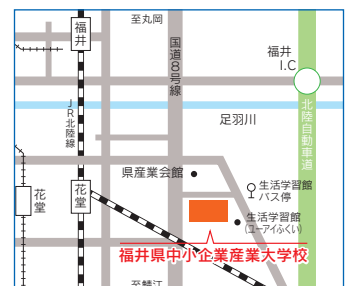 至丸岡
福井
国道8号線
福井
I.C
JR北陸線
足羽川
北陸自動車道
県産業会館
花堂
花堂
生活学習館
バス停
生活学習館
(ユーアイふくい)
福井県中小企業産業大学校
至鯖江